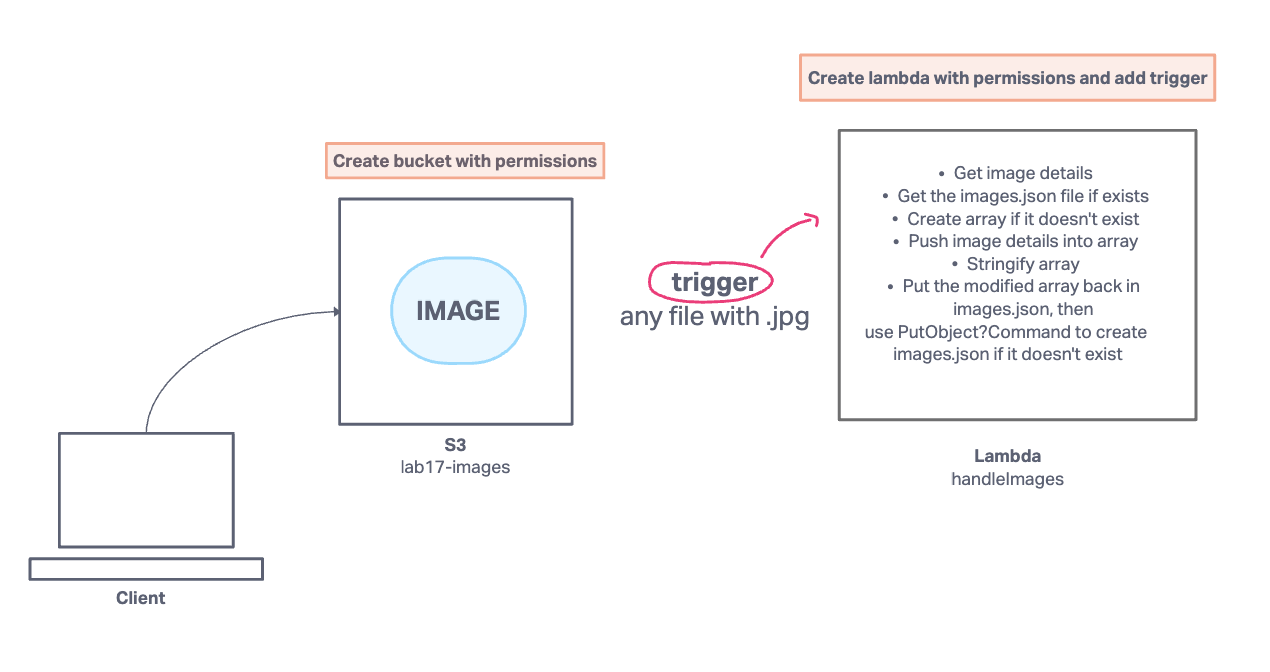 Create lambda with permissions and add trigger
Create bucket with permissions
• Get image details
• Get the images.json file if exists
• Create array if it doesn't exist
• Push image details into array
• Stringify array
• Put the modified array back in
images.json, then
use PutObject?Command to create
images.json if it doesn't exist
trigger
any file with .jpg
IMAGE
S3
lab17-images
Lambda
handleImages
Client